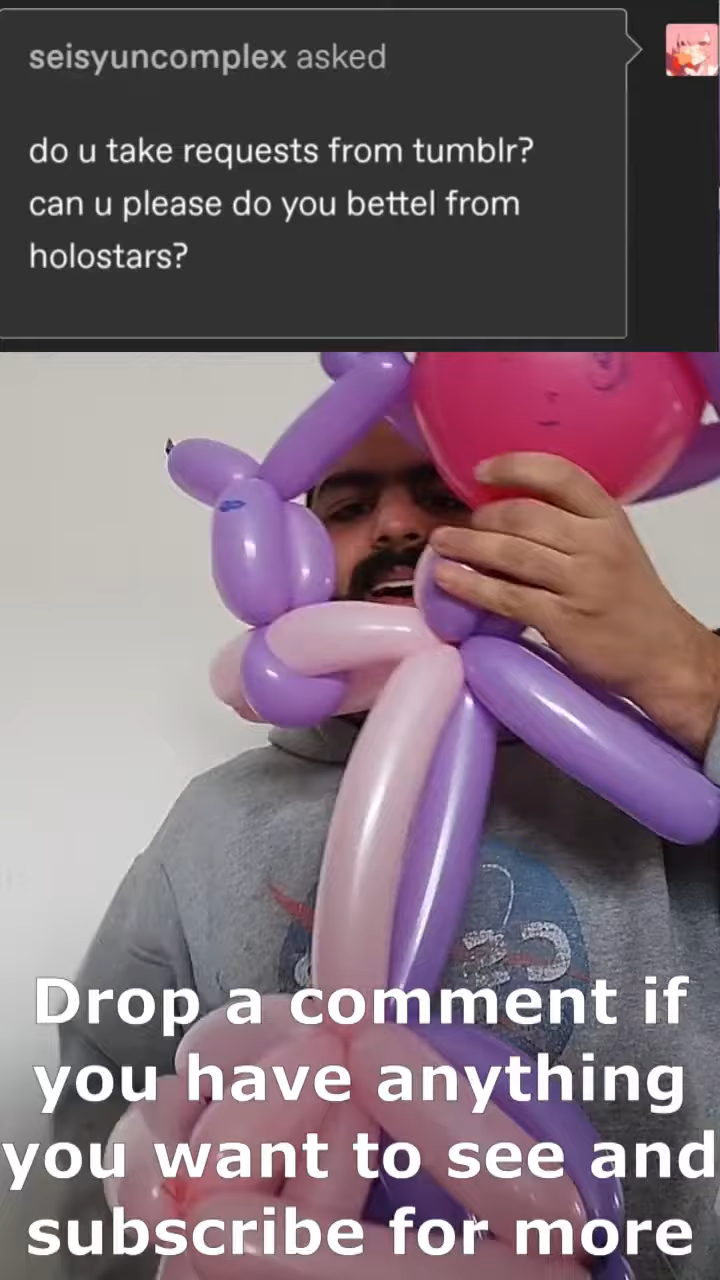 seisyuncomplex asked
do u take requests from tumblr?
can u please do you bettel from
holostars?
Drop a comment if
you have anything
you want to see and
subscribe for more